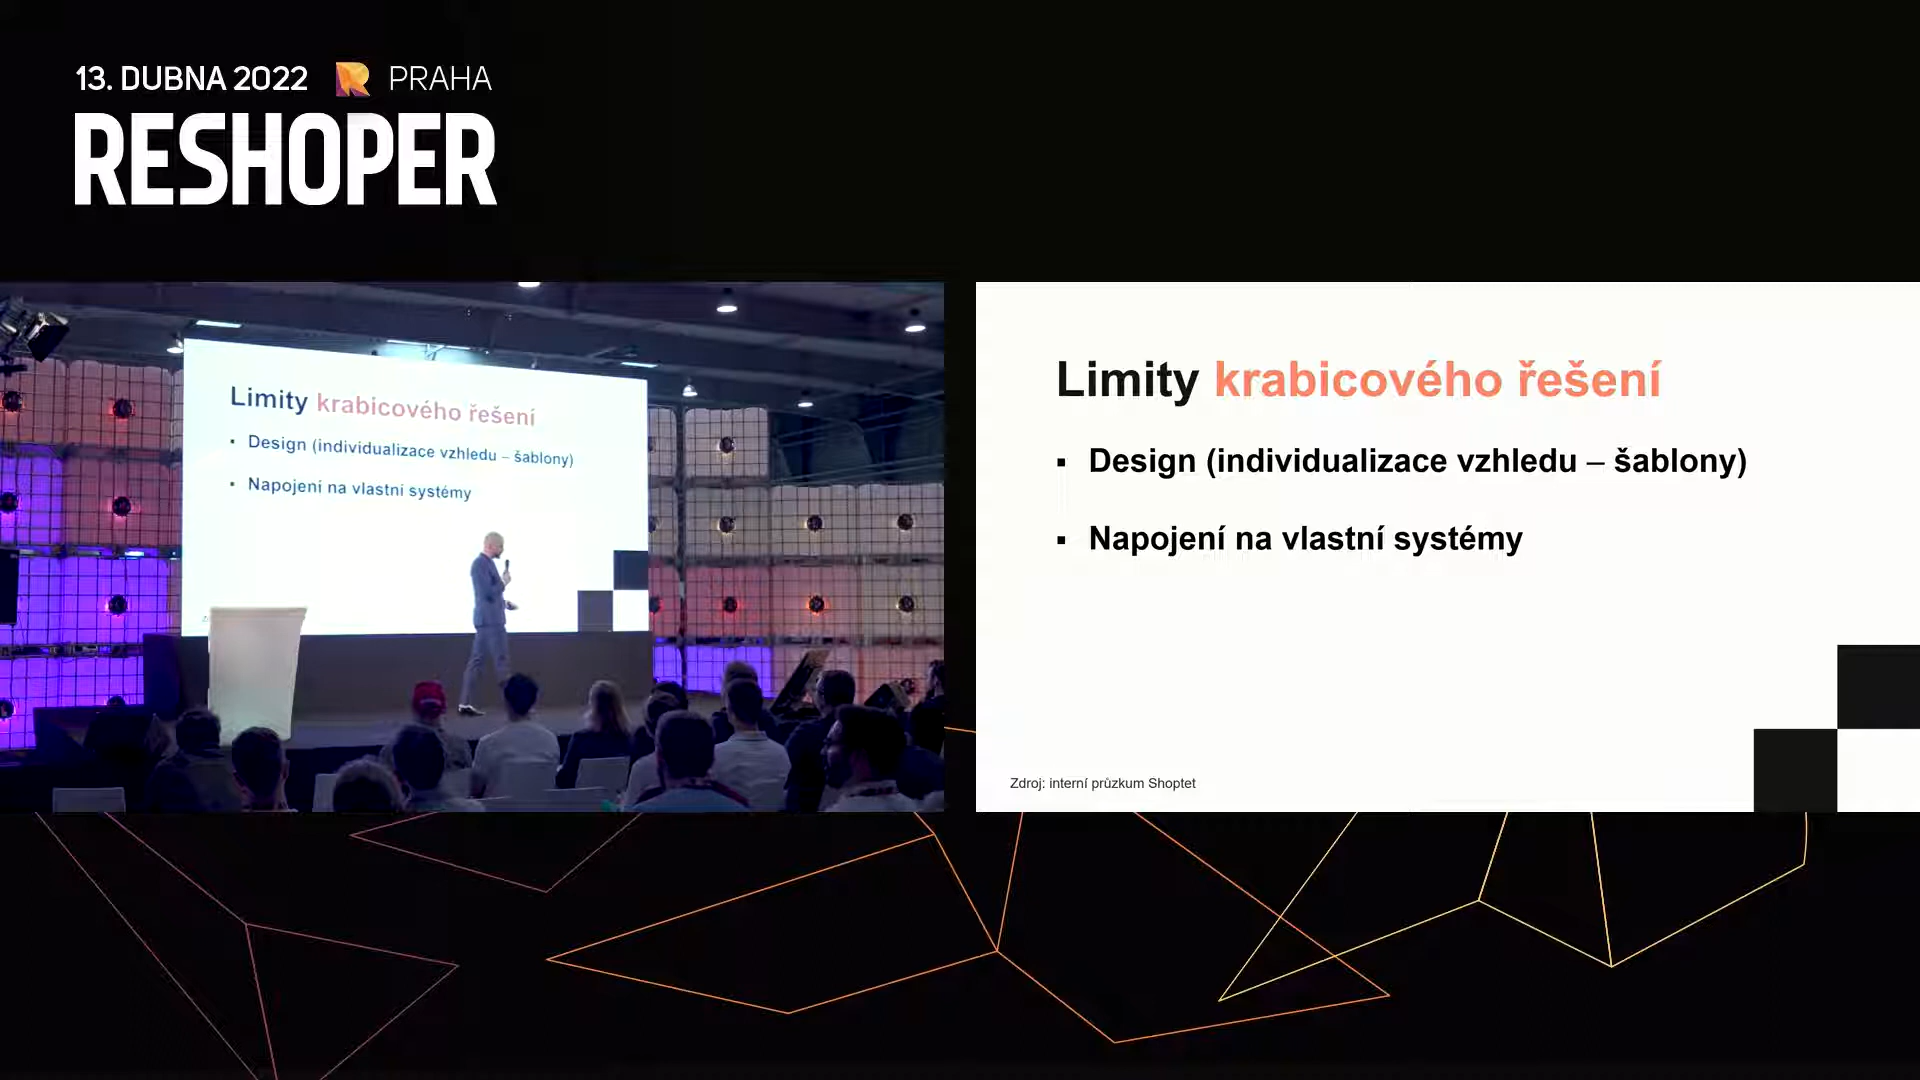 13. DUBNA 2022 PRAHA
RESHOPER
Limity krabicového řešení
▪ Design (individualizace vzhledu – šablony)
▪ Napojení na vlastní systémy
Limity krabicového řešení
▪ Design (individualizace vzhledu – šablony)
▪ Napojení na vlastní systémy
Zdroj: interní průzkum Shoptet